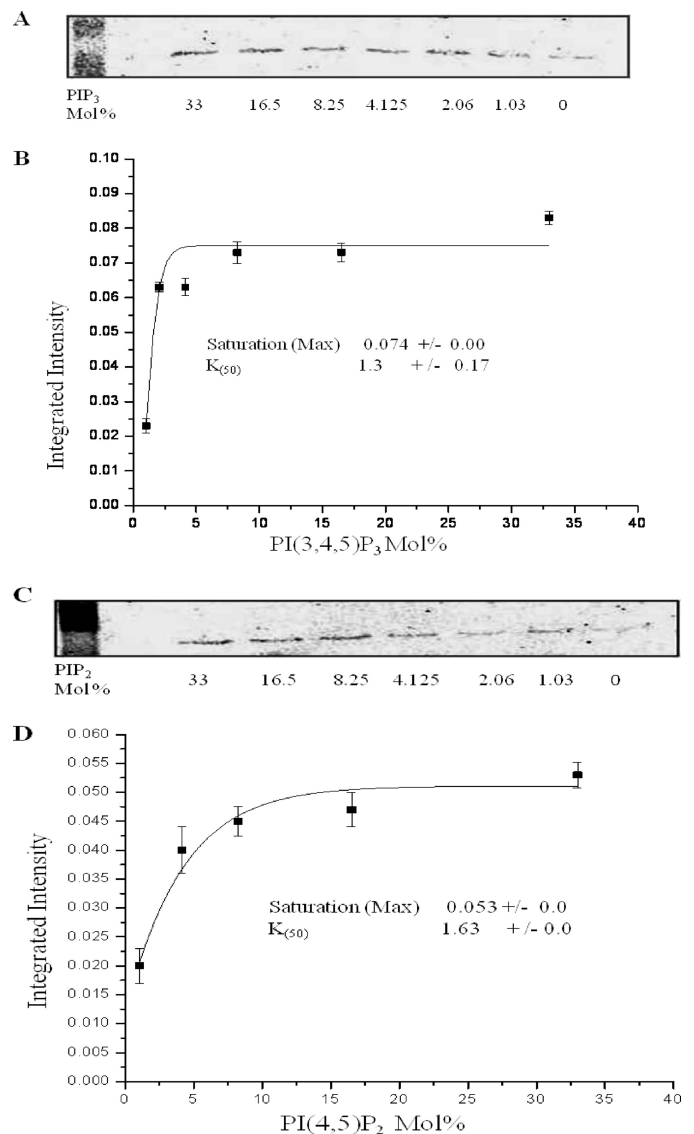 A
PIP3
Mol%
33 16.5 8.25 4.125 2.06 1.03 0
B
0.10
0.09
0.08
0.07
0.06
0.05
0.04
0.03
0.02
0.01
0.00
Integrated Intensity
Saturation (Max) 0.074 +/- 0.00
K(50) 1.3 +/- 0.17
0 5 10 15 20 25 30 35 40
PI(3,4,5)P3 Mol%
C
PIP2
Mol%
33 16.5 8.25 4.125 2.06 1.03 0
D
0.060
0.055
0.050
0.045
0.040
0.035
0.030
0.025
0.020
0.015
0.010
0.005
0.000
Integrated Intensity
Saturation (Max) 0.053 +/- 0.0
K(50) 1.63 +/- 0.0
0 5 10 15 20 25 30 35 40
PI(4,5)P2 Mol%